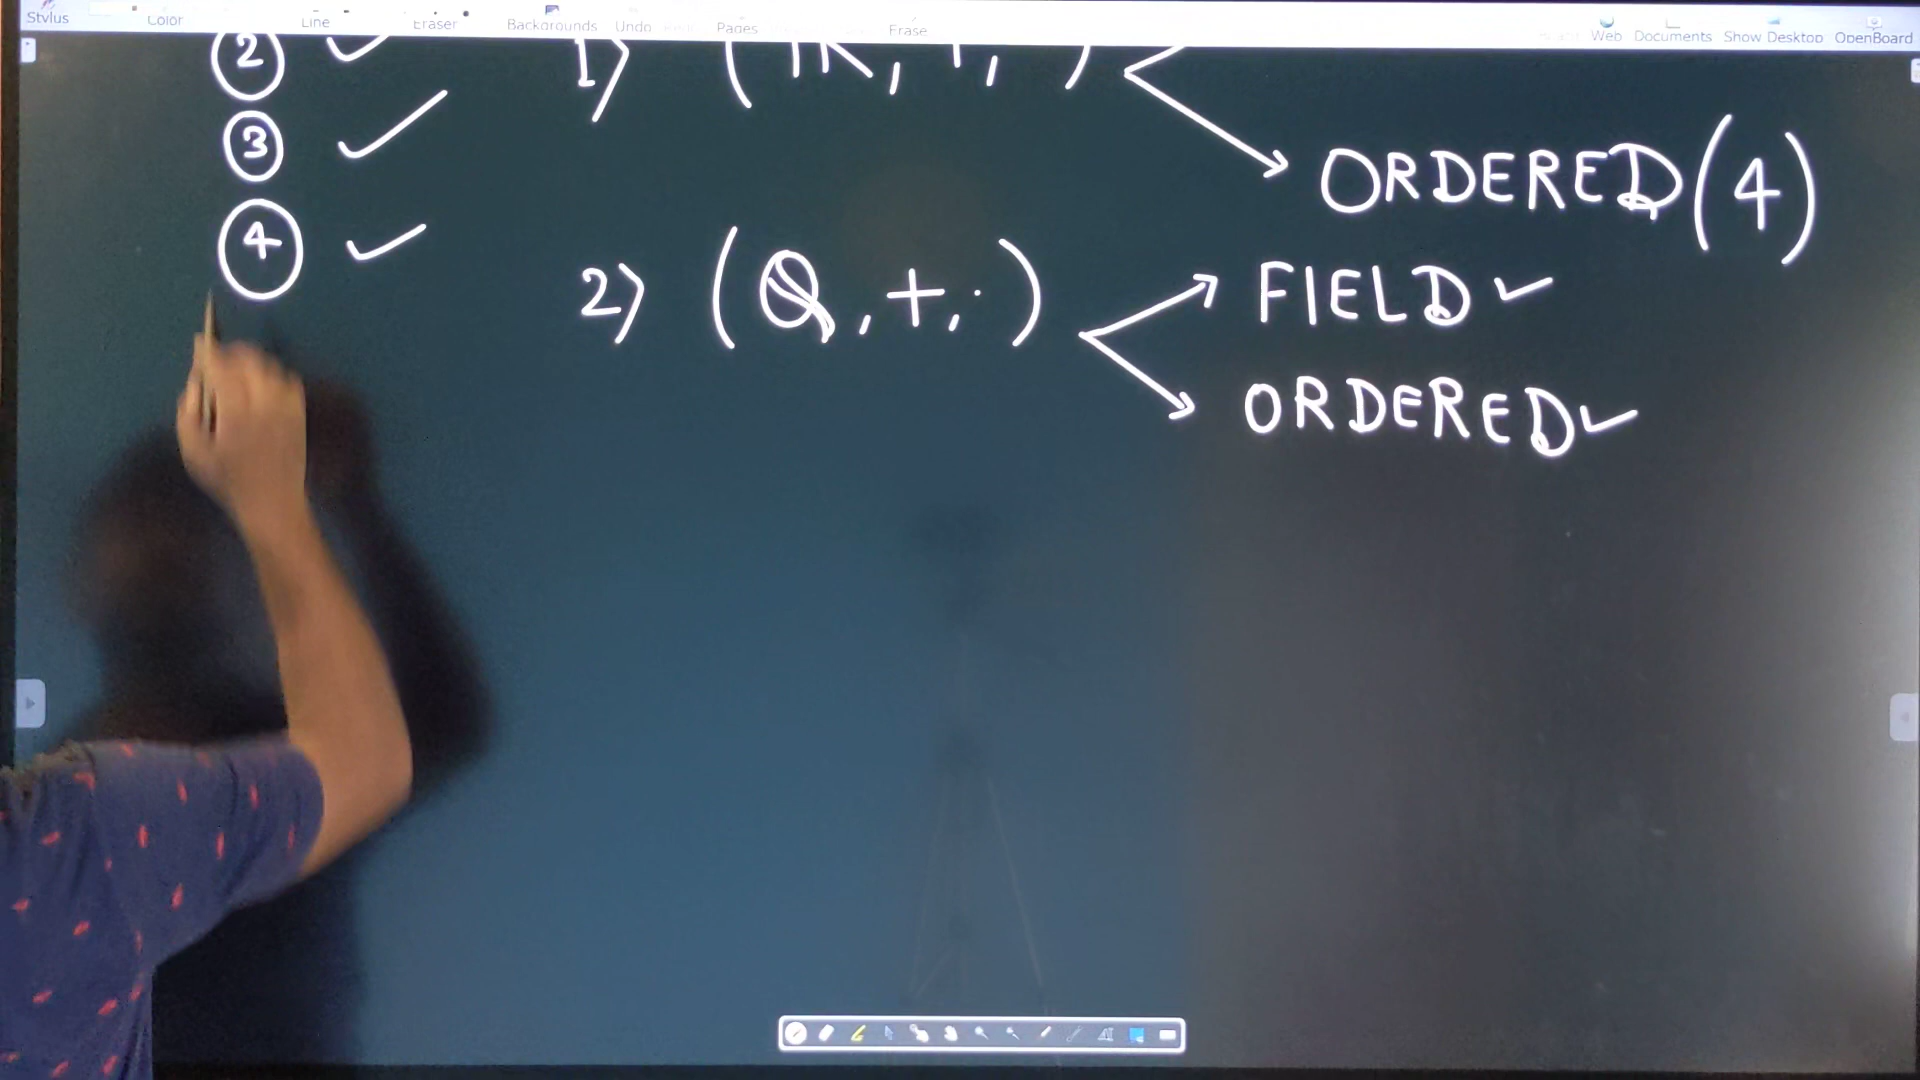 Stylus Color Line Eraser Backgrounds Undo Pages Erase Web Documents Show Desktop OpenBoard
② ✓ 1) (ℝ, +, )
③ ✓
ORDERED (4)
④ ✓
2) (ℚ, +, ·) FIELD ✓
ORDERED ✓